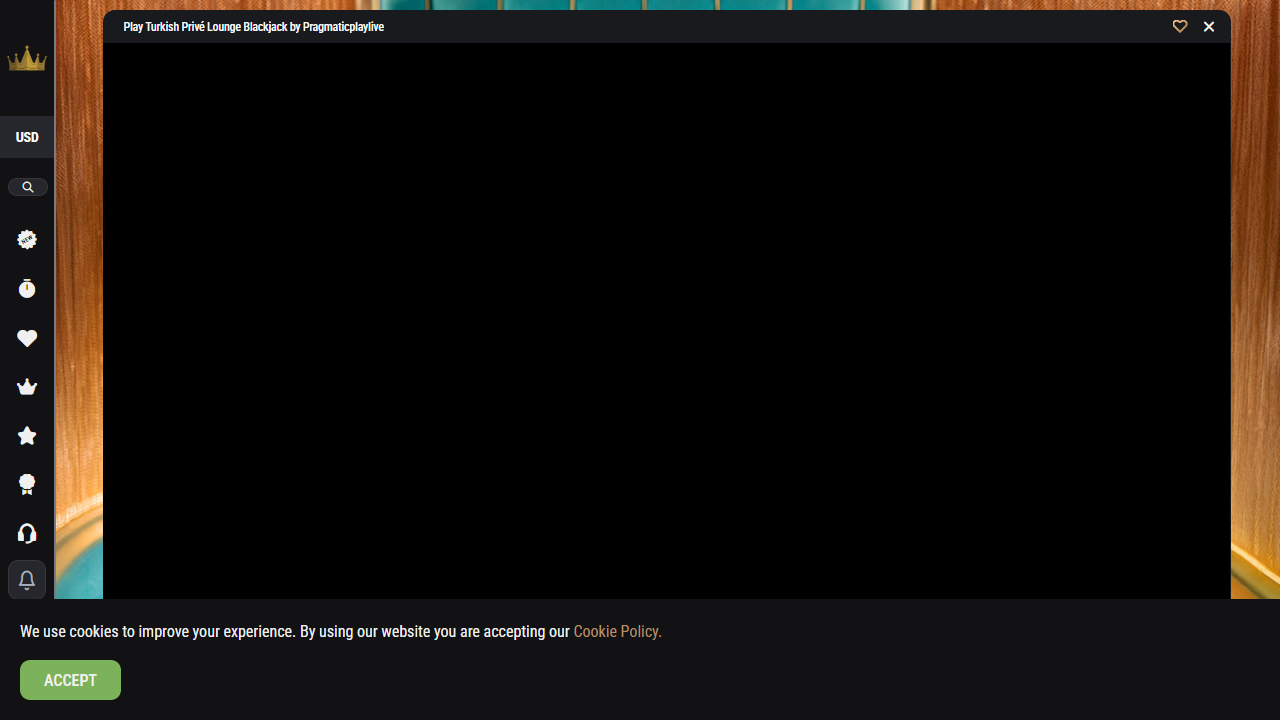 Play Turkish Privé Lounge Blackjack by Pragmaticplaylive
USD
NEW
We use cookies to improve your experience. By using our website you are accepting our Cookie Policy.
ACCEPT